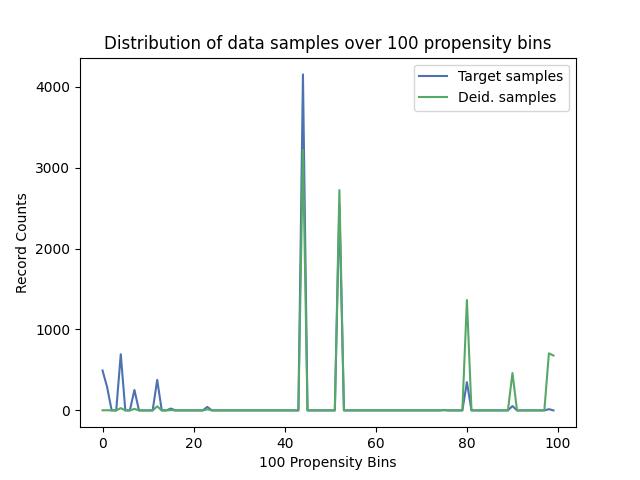 Distribution of data samples over 100 propensity bins
Target samples
Deid. samples
Record Counts
4000
3000
2000
1000
0
0
20
40
60
80
100
100 Propensity Bins